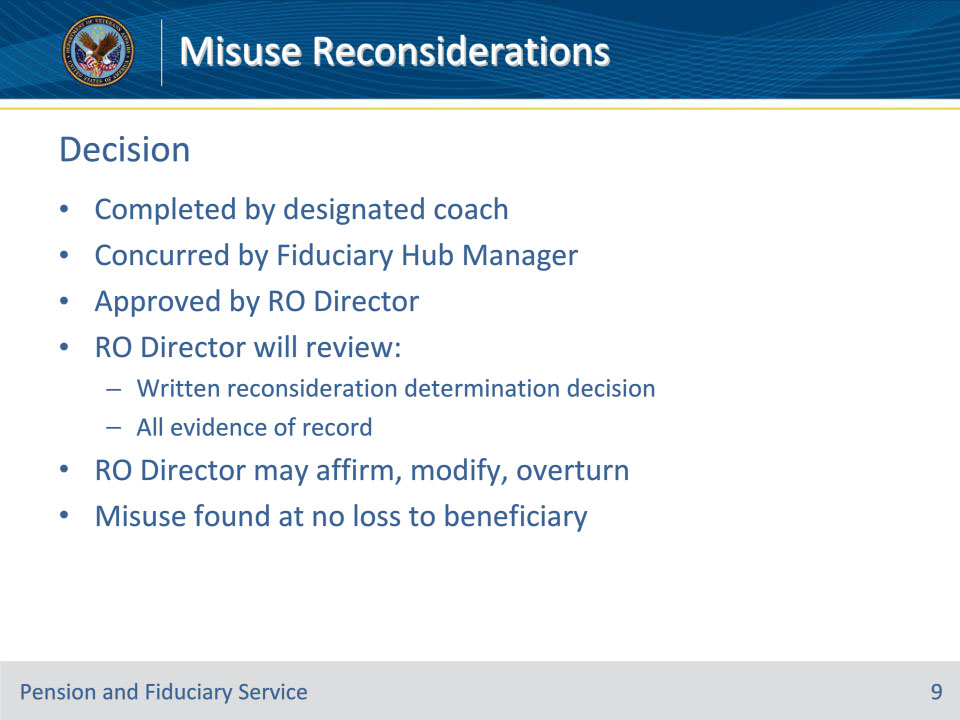 Misuse Reconsiderations
Decision
• Completed by designated coach
• Concurred by Fiduciary Hub Manager
• Approved by RO Director
• RO Director will review:
– Written reconsideration determination decision
– All evidence of record
• RO Director may affirm, modify, overturn
• Misuse found at no loss to beneficiary
Pension and Fiduciary Service
9